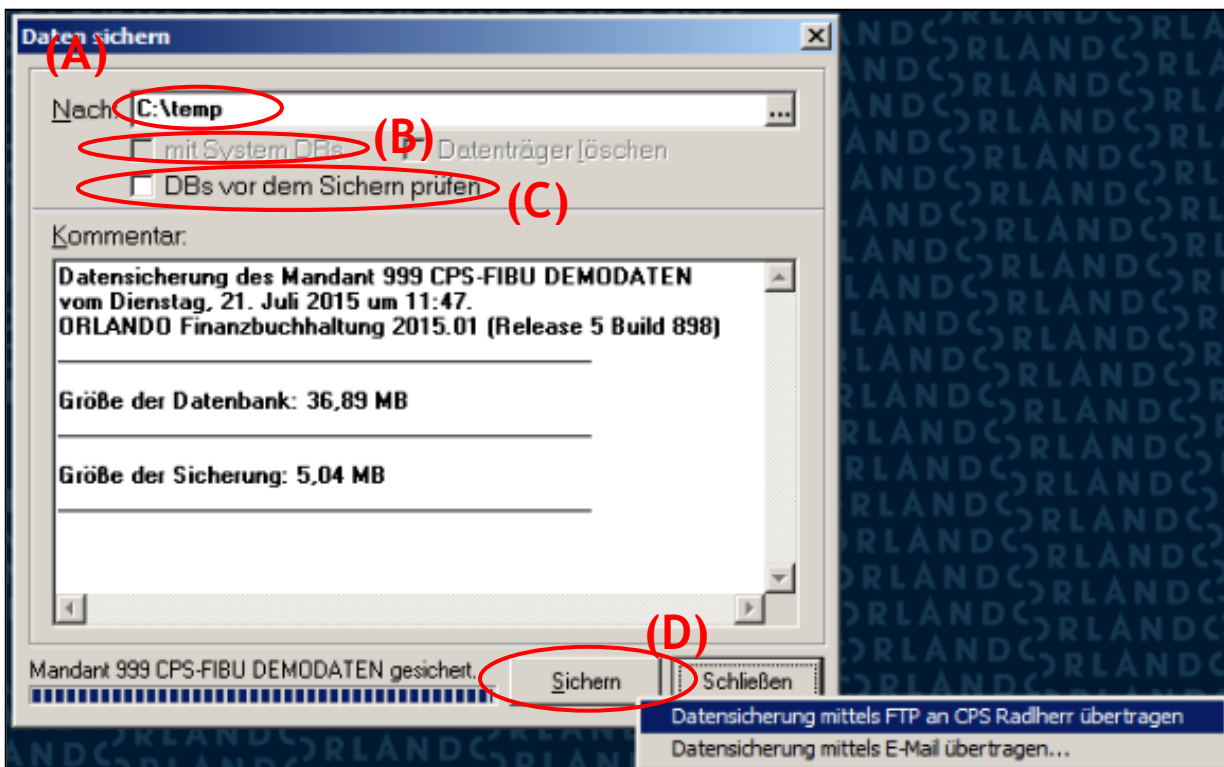 Daten sichern
(A)
Nach: C:\temp ...
mit System DBs (B) Datenträger löschen
DBs vor dem Sichern prüfen (C)
Kommentar:
Datensicherung des Mandant 999 CPS-FIBU DEMODATEN
vom Dienstag, 21. Juli 2015 um 11:47.
ORLANDO Finanzbuchhaltung 2015.01 (Release 5 Build 898)
Größe der Datenbank: 36,89 MB
Größe der Sicherung: 5,04 MB
(D)
Mandant 999 CPS-FIBU DEMODATEN gesichert. Sichern Schließen
Datensicherung mittels FTP an CPS Radlherr übertragen
Datensicherung mittels E-Mail übertragen...